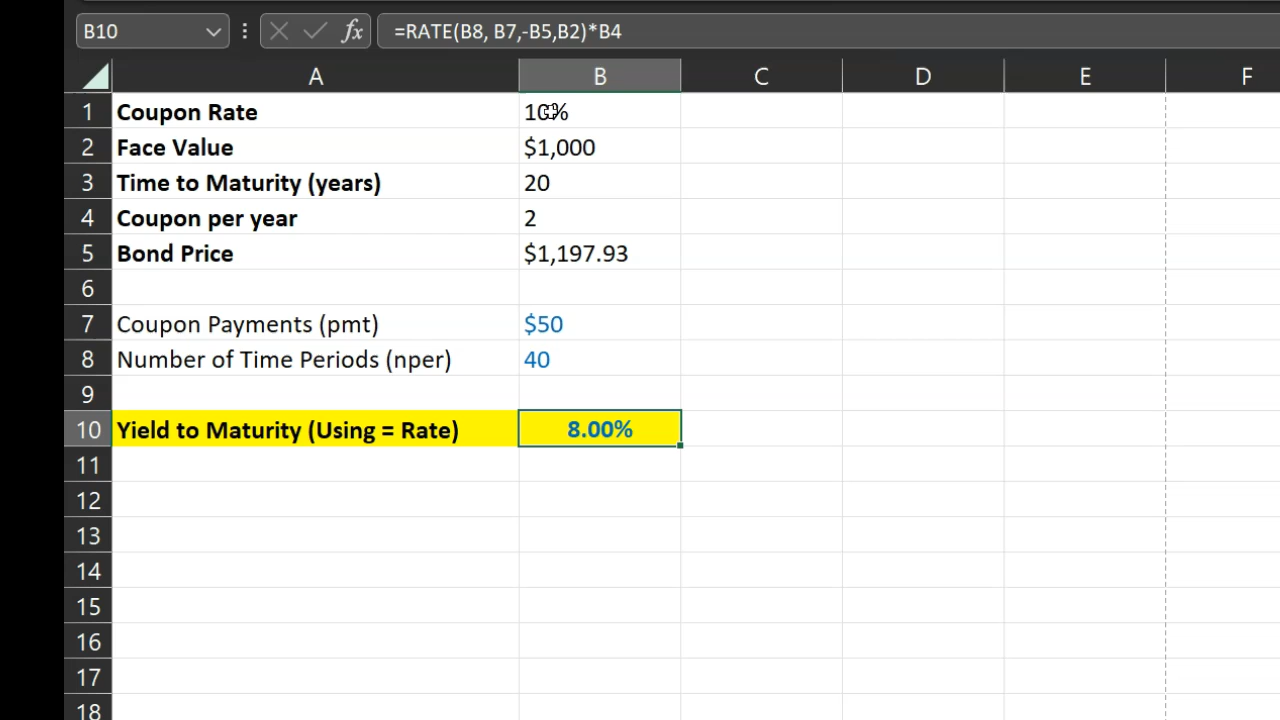 B10 fx =RATE(B8, B7,-B5,B2)*B4
A B C D E F
1 Coupon Rate 10%
2 Face Value $1,000
3 Time to Maturity (years) 20
4 Coupon per year 2
5 Bond Price $1,197.93
6
7 Coupon Payments (pmt) $50
8 Number of Time Periods (nper) 40
9
10 Yield to Maturity (Using = Rate) 8.00%
11
12
13
14
15
16
17
18